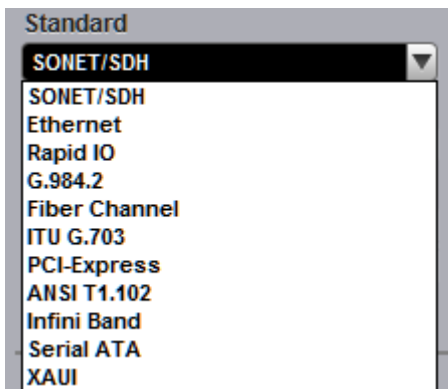 Standard
SONET/SDH
SONET/SDH
Ethernet
Rapid IO
G.984.2
Fiber Channel
ITU G.703
PCI-Express
ANSI T1.102
Infini Band
Serial ATA
XAUI